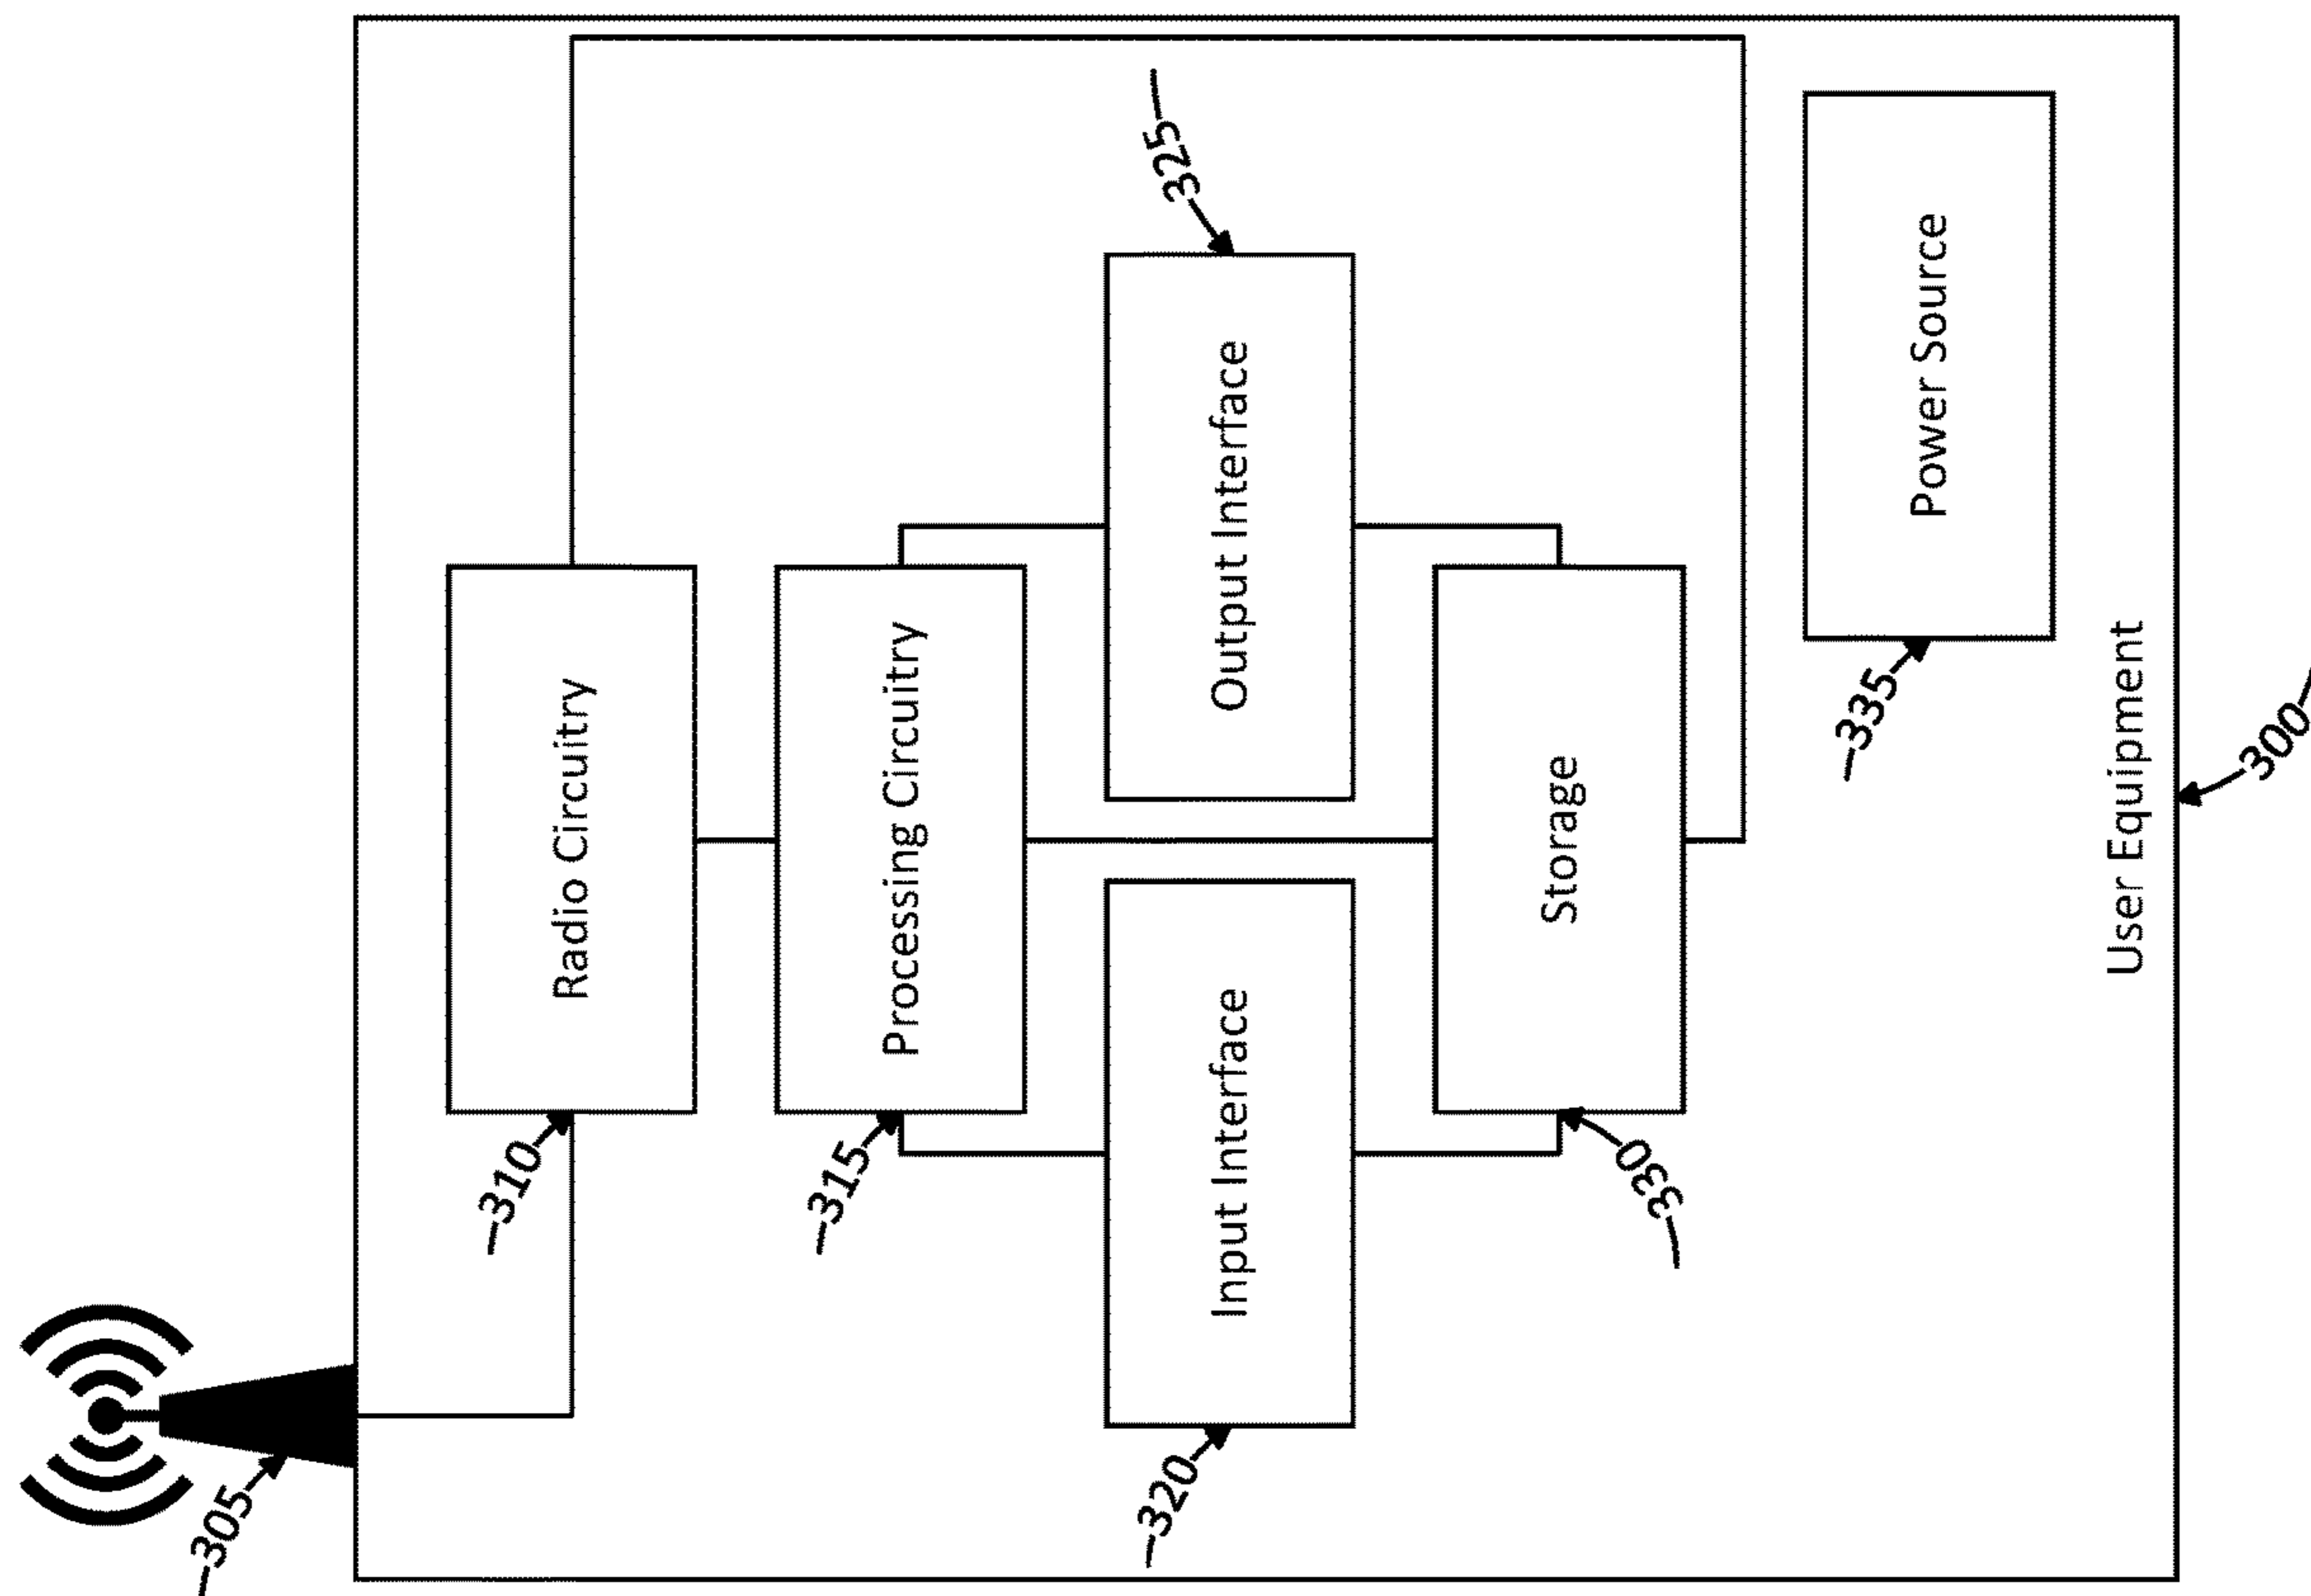 305
310
Radio Circuitry
315
Processing Circuitry
320
Input Interface
325
Output Interface
330
Storage
335
Power Source
User Equipment
300